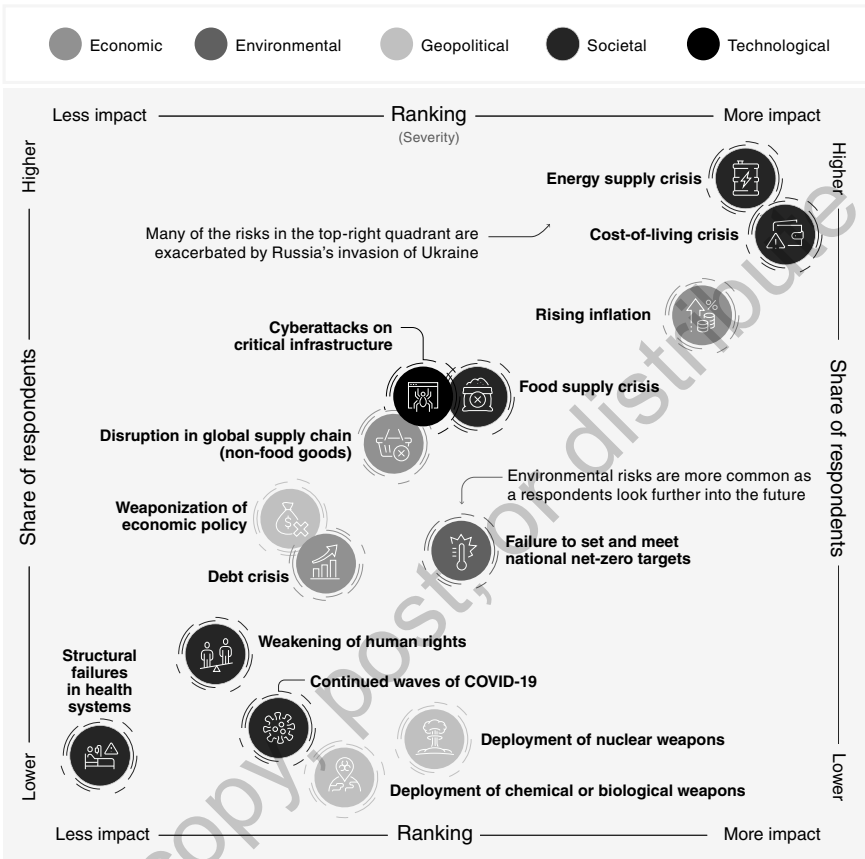 Economic
Environmental
Geopolitical
Societal
Technological
Less impact
Ranking
More impact
(Severity)
Higher
Higher
Energy supply crisis
Many of the risks in the top-right quadrant are
exacerbated by Russia's invasion of Ukraine
Cost-of-living crisis
Rising inflation
%
Cyberattacks on
critical infrastructure
Food supply crisis
Share of respondents
Share of respondents
Disruption in global supply chain
(non-food goods)
Environmental risks are more common as
a respondents look further into the future
Weaponization of
economic policy
$
Failure to set and meet
national net-zero targets
Debt crisis
Weakening of human rights
Structural
failures
in health
systems
Continued waves of COVID-19
Deployment of nuclear weapons
Deployment of chemical or biological weapons
Lower
Lower
Less impact
Ranking
More impact
copy, post, or distribute